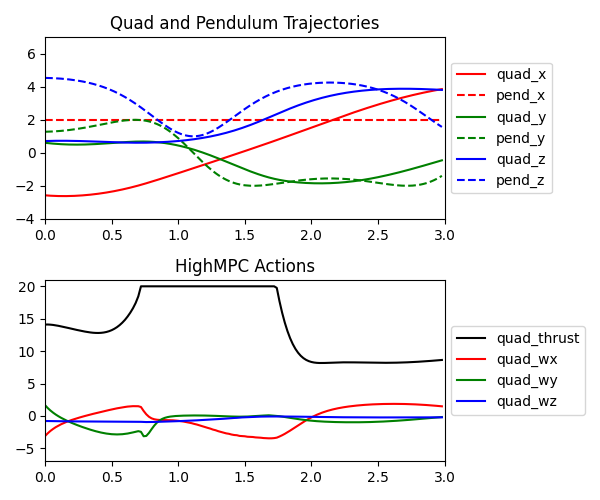 Quad and Pendulum Trajectories
6
4
2
0
−2
−4
0.0 0.5 1.0 1.5 2.0 2.5 3.0
quad_x
pend_x
quad_y
pend_y
quad_z
pend_z
HighMPC Actions
20
15
10
5
0
−5
0.0 0.5 1.0 1.5 2.0 2.5 3.0
quad_thrust
quad_wx
quad_wy
quad_wz